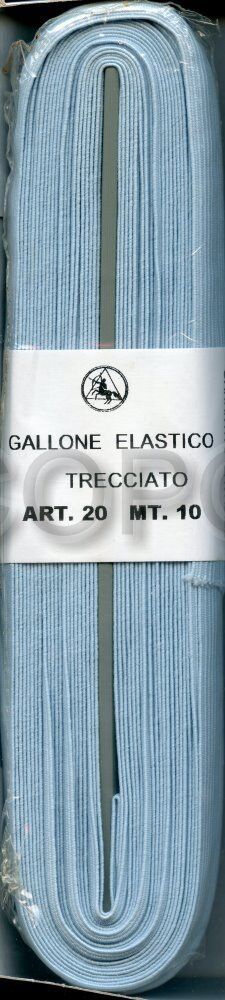 GALLONE ELASTICO
TRECCIATO
ART. 20 MT. 10